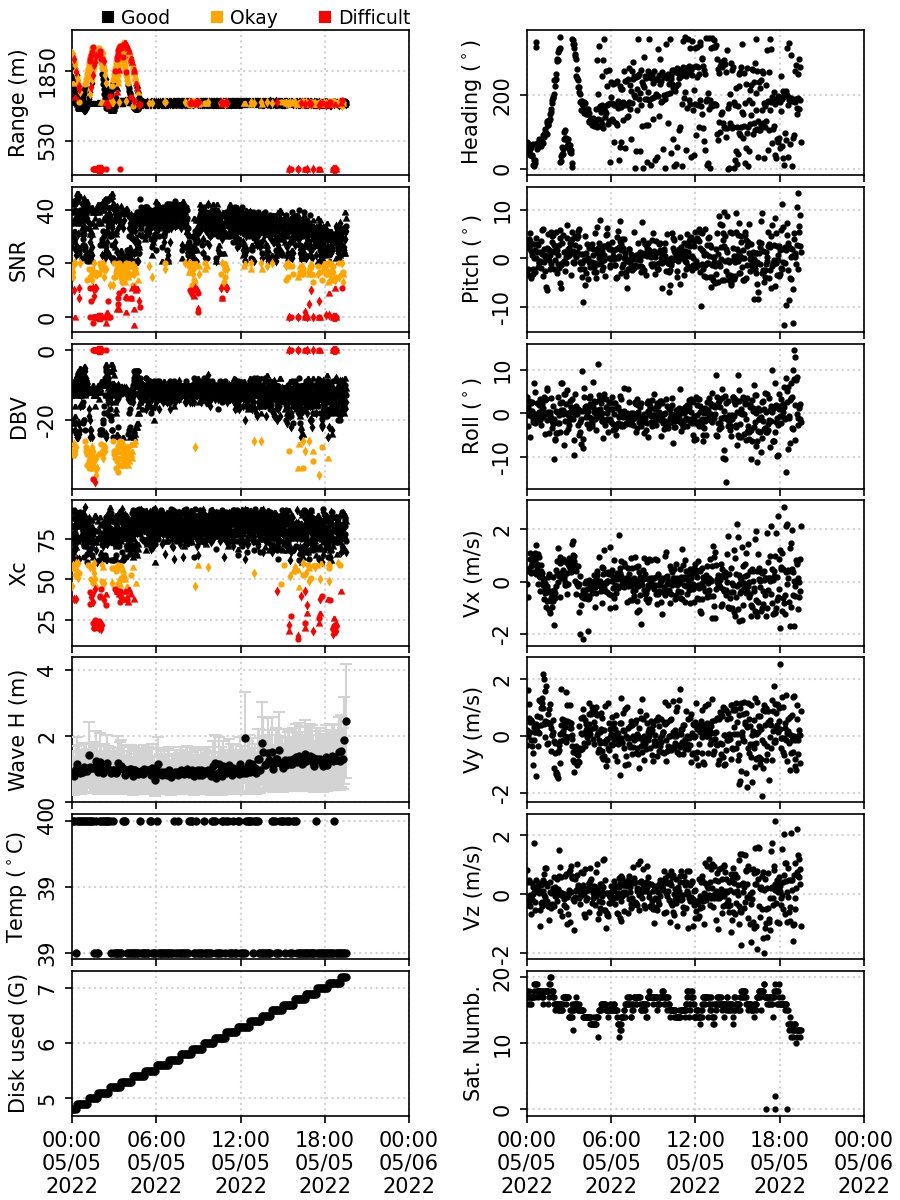 Good Okay Difficult
Range (m)
1850
530
Heading (°)
200
0
SNR
40
20
0
Pitch (°)
10
0
-10
DBV
0
-20
Roll (°)
10
0
-10
Xc
75
50
25
Vx (m/s)
2
0
-2
Wave H (m)
4
2
0
Vy (m/s)
2
0
-2
Temp (°C)
40
39
39
Vz (m/s)
2
0
-2
Disk used (G)
7
6
5
Sat. Numb.
20
10
0
00:00 06:00 12:00 18:00 00:00
05/05 05/05 05/05 05/05 05/06
2022 2022 2022 2022 2022
00:00 06:00 12:00 18:00 00:00
05/05 05/05 05/05 05/05 05/06
2022 2022 2022 2022 2022